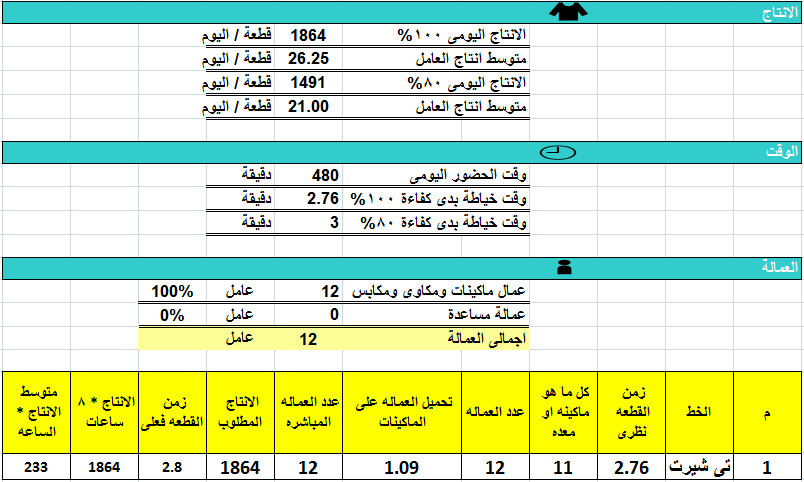 الانتاج
الانتاج اليومى ١٠٠% 1864 قطعة / اليوم
متوسط انتاج العامل 26.25 قطعة / اليوم
الانتاج اليومى ٨٠% 1491 قطعة / اليوم
متوسط انتاج العامل 21.00 قطعة / اليوم
الوقت
وقت الحضور اليومى 480 دقيقة
وقت خياطة بدى كفاءة ١٠٠% 2.76 دقيقة
وقت خياطة بدى كفاءة ٨٠% 3 دقيقة
العمالة
عمال ماكينات ومكاوى ومكابس 12 عامل 100%
عمالة مساعدة 0 عامل 0%
اجمالى العمالة 12 عامل
م الخط زمن القطعه نظرى كل ما هو ماكينه او معده عدد العماله تحميل العماله على الماكينات عدد العماله المباشره الانتاج المطلوب زمن القطعه فعلى الانتاج * ٨ ساعات متوسط الانتاج * الساعه
1 تى شيرت 2.76 11 12 1.09 12 1864 2.8 1864 233